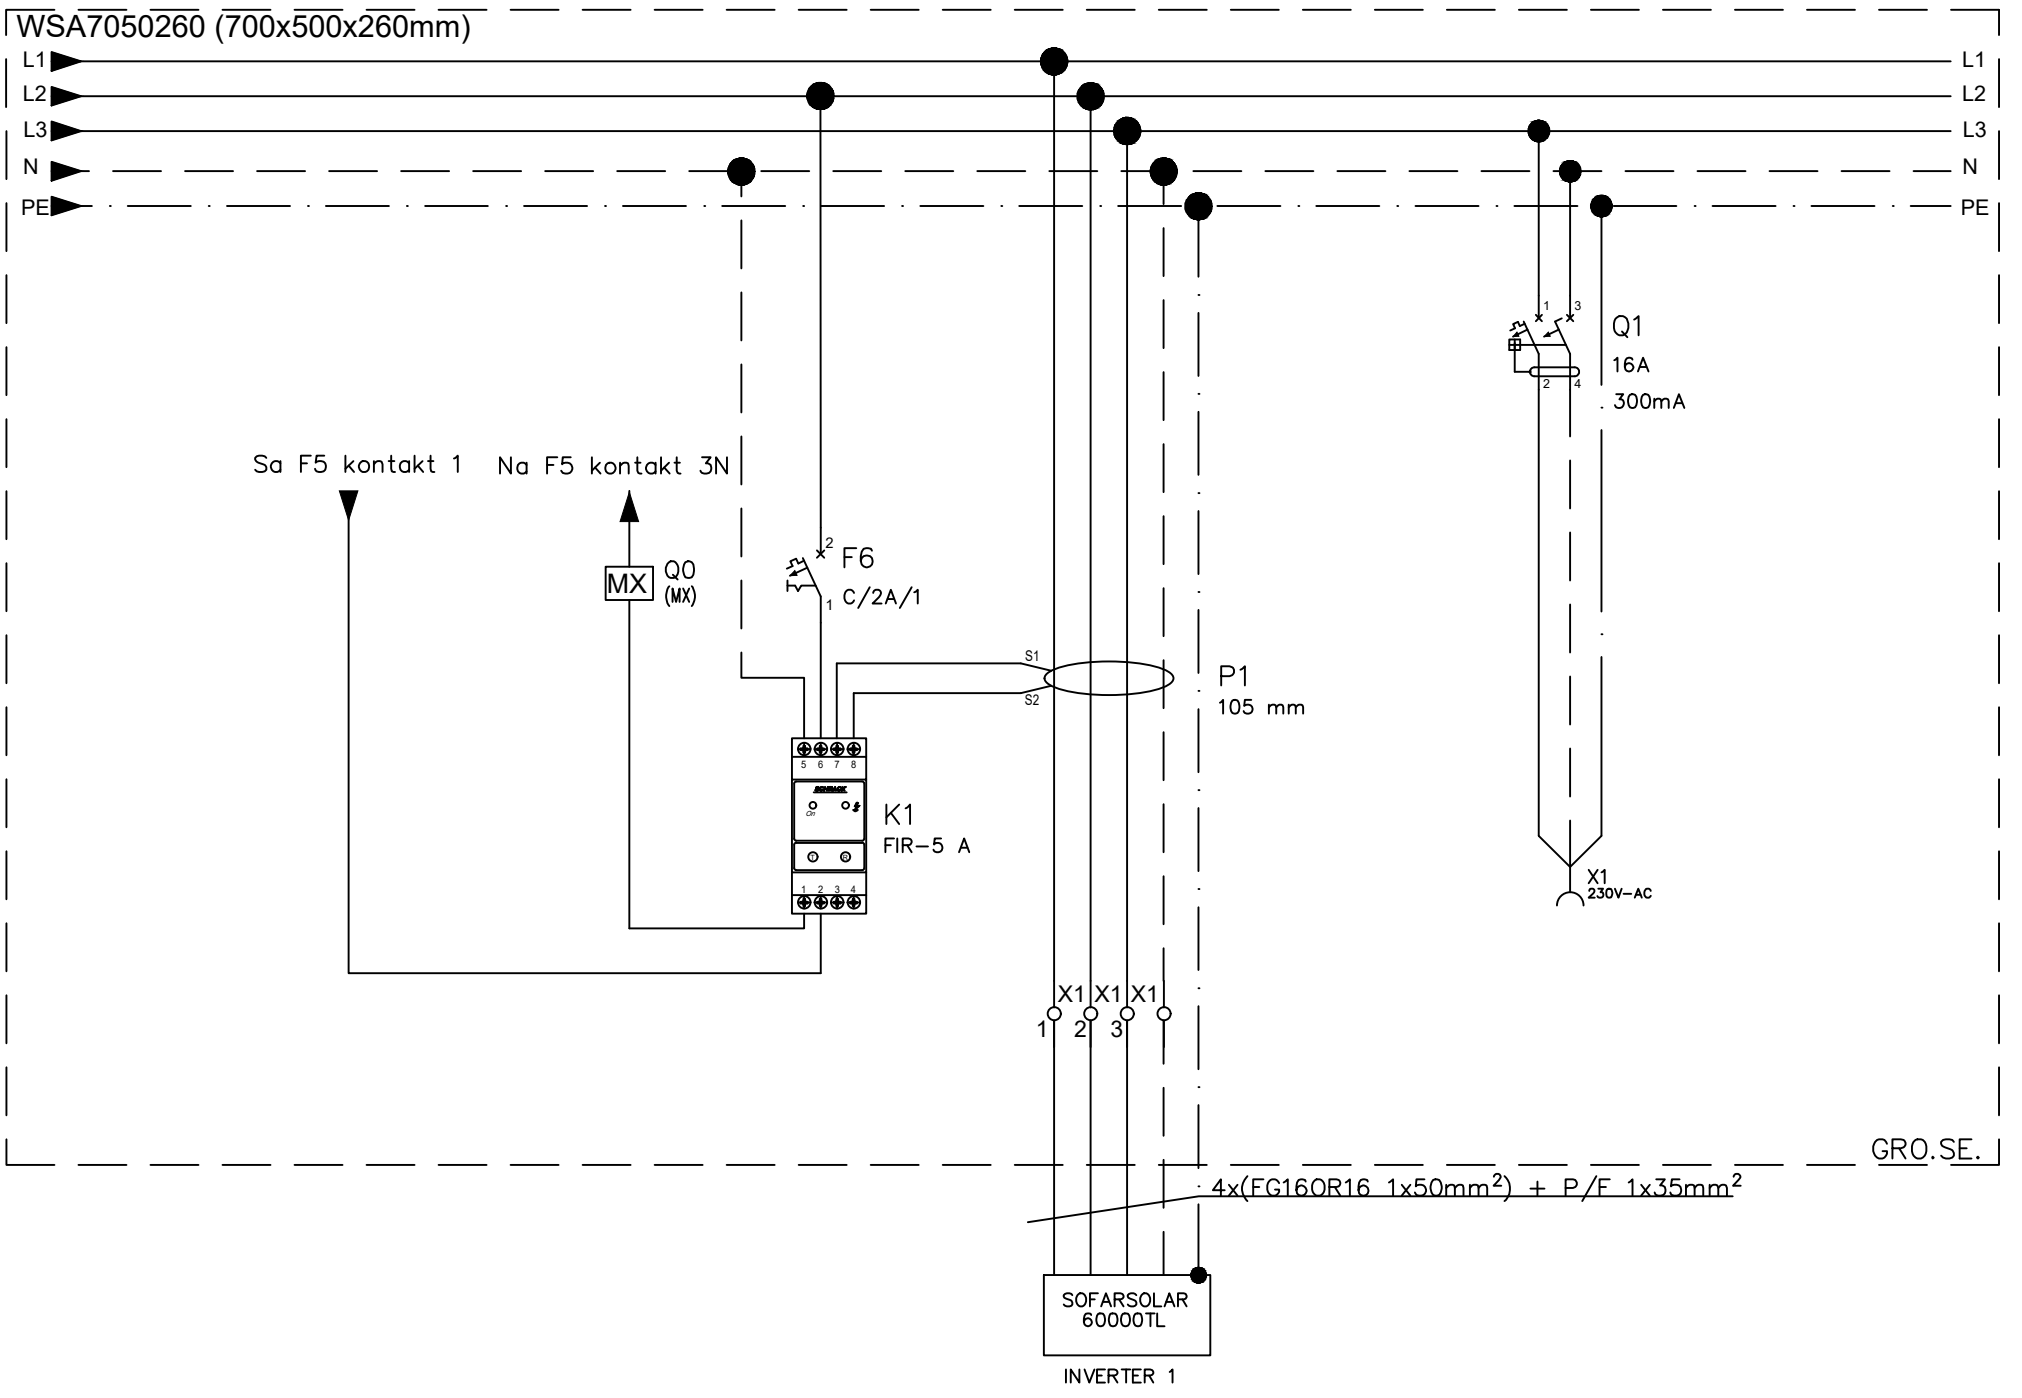 WSA7050260 (700x500x260mm)
L1 L1
L2 L2
L3 L3
N N
PE PE
1 3
Q1
16A
2 4
300mA
Sa F5 kontakt 1 Na F5 kontakt 3N
2
F6
MX Q0
(MX)
C/2A/1
1
S1
P1
S2
105 mm
5 6 7 8
SCHRACK
On
K1
FIR-5 A
T R
1 2 3 4
X1
230V-AC
X1 X1 X1
1 2 3
GRO.SE.
4x(FG16OR16 1x50mm²) + P/F 1x35mm²
SOFARSOLAR
60000TL
INVERTER 1